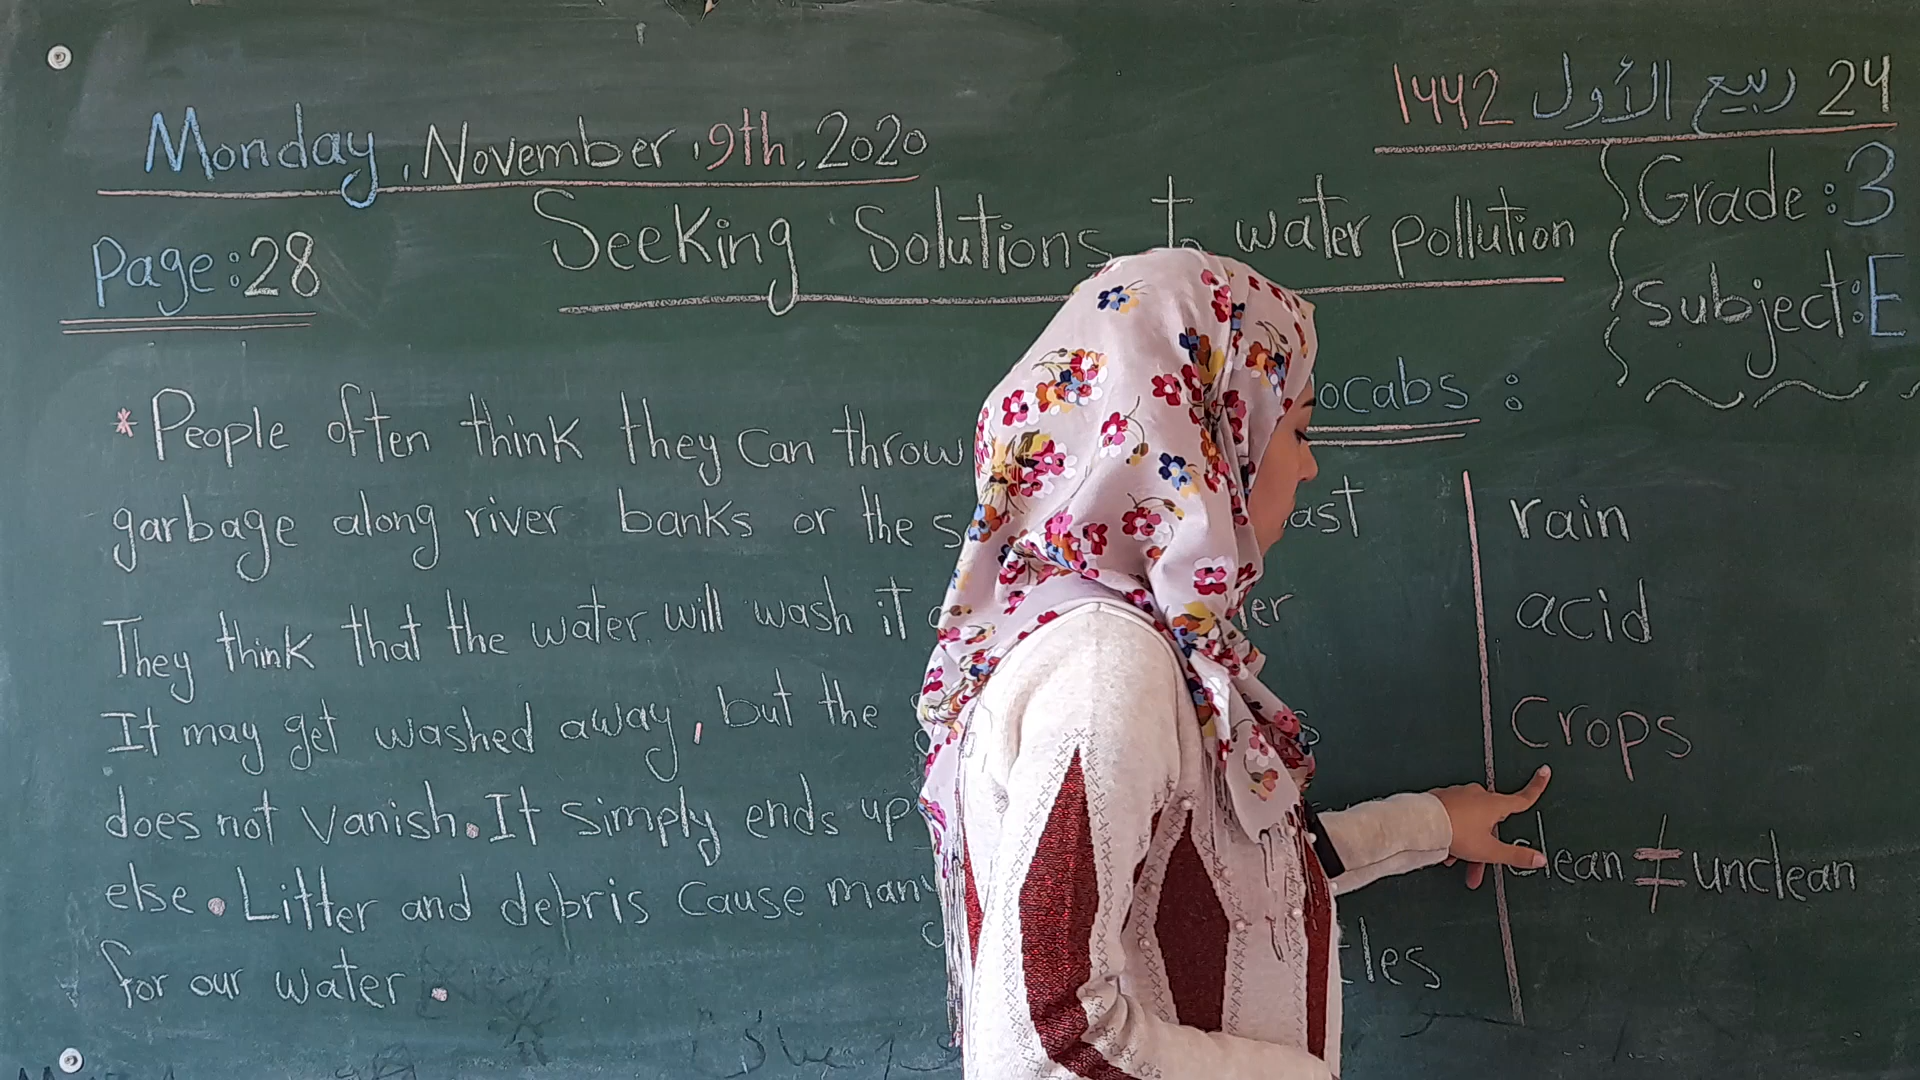 Monday, November, 9th, 2020
24 ربيع الأول 1442
Page:28
Seeking Solutions to water pollution
Grade:3
Subject:E
*People often think they can throw
garbage along river banks or the s
They think that the water will wash it
It may get washed away, but the
does not vanish. It simply ends up
else. Litter and debris cause many
for our water.
ocabs:
ast
er
s
tles
rain
acid
crops
clean ≠ unclean